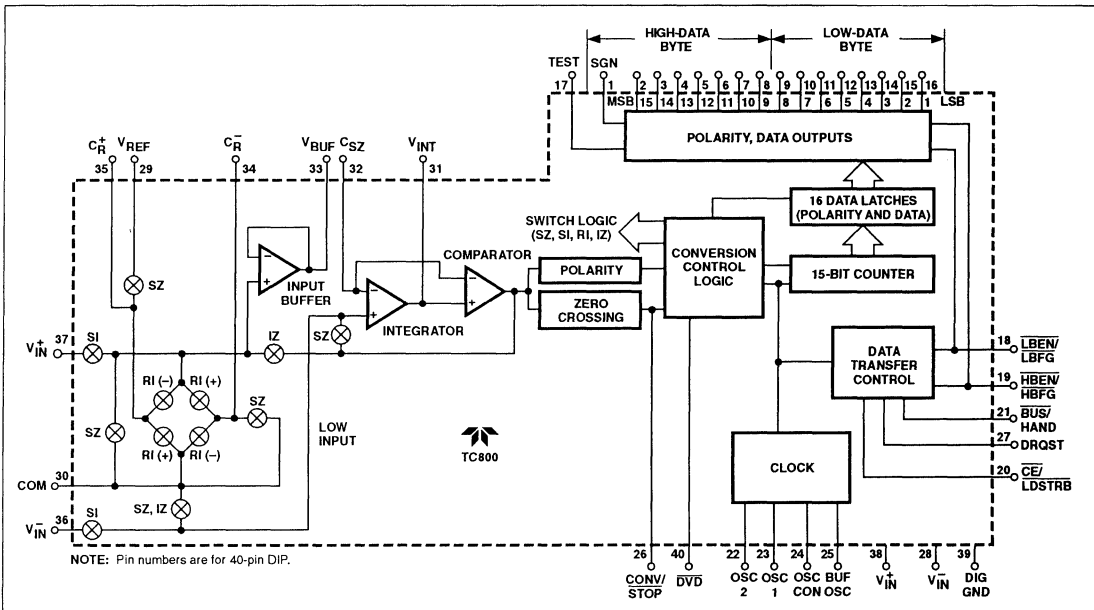 HIGH-DATA BYTE
LOW-DATA BYTE
TEST
SGN
17
1
2 3 4 5 6 7 8 9 10 11 12 13 14 15 16
MSB 15 14 13 12 11 10 9 8 7 6 5 4 3 2 1 LSB
POLARITY, DATA OUTPUTS
C+R
VREF
C−R
VBUF
CSZ
VINT
35
29
34
33
32
31
16 DATA LATCHES
(POLARITY AND DATA)
SWITCH LOGIC
(SZ, SI, RI, IZ)
CONVERSION
CONTROL
LOGIC
15-BIT COUNTER
COMPARATOR
POLARITY
ZERO
CROSSING
−
+
INPUT
BUFFER
−
+
INTEGRATOR
−
+
SZ
SZ
IZ
V+IN
37
SI
RI (−)
RI (+)
SZ
SZ
RI (+)
RI (−)
LOW
INPUT
TC800
COM
30
SZ, IZ
V−IN
36
SI
DATA
TRANSFER
CONTROL
18
LBEN/
LBFG
19
HBEN/
HBFG
21
BUS/
HAND
27
DRQST
20
CE/
LDSTRB
CLOCK
26
40
22
23
24
25
38
28
39
CONV/
STOP
DVD
OSC
2
OSC
1
OSC
CON
BUF
OSC
V+IN
V−IN
DIG
GND
NOTE: Pin numbers are for 40-pin DIP.